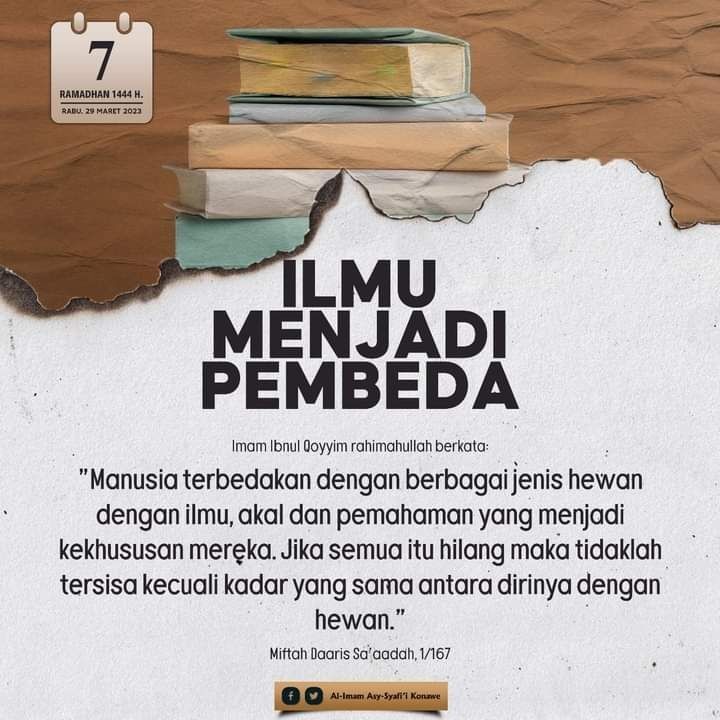 7
RAMADHAN 1444 H.
RABU. 29 MARET 2023
ILMU
MENJADI
PEMBEDA
Imam Ibnul Qoyyim rahimahullah berkata:
"Manusia terbedakan dengan berbagai jenis hewan
dengan ilmu, akal dan pemahaman yang menjadi
kekhususan mereka. Jika semua itu hilang maka tidaklah
tersisa kecuali kadar yang sama antara dirinya dengan
hewan."
Miftah Daaris Sa'aadah, 1/167
Al-Imam Asy-Syafi'i Konawe